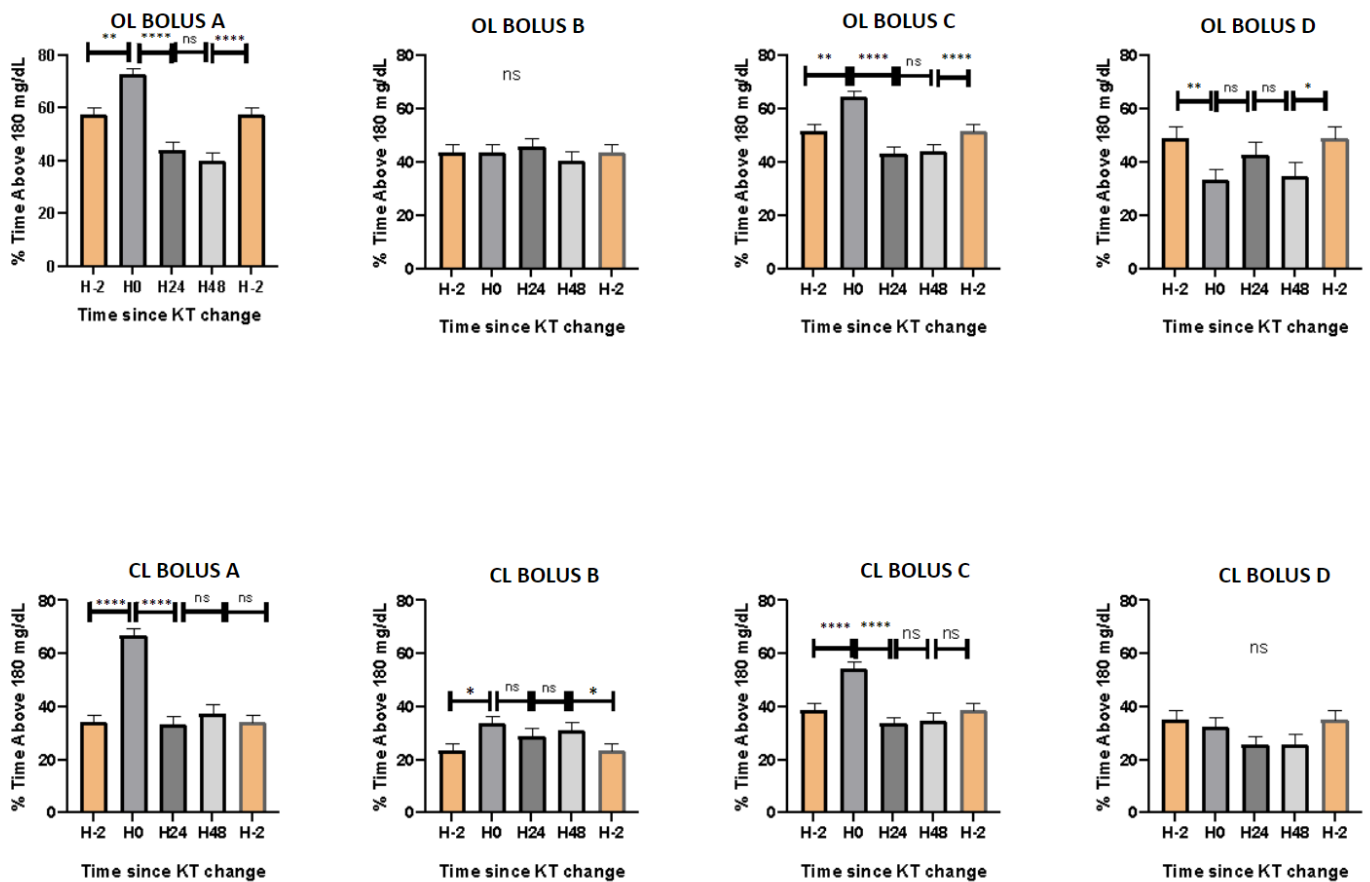 OL BOLUS A
** **** ns ****
% Time Above 180 mg/dL
80
60
40
20
0
H-2 H0 H24 H48 H-2
Time since KT change
OL BOLUS B
ns
% Time Above 180 mg/dL
80
60
40
20
0
H-2 H0 H24 H48 H-2
Time since KT change
OL BOLUS C
** **** ns ****
% Time Above 180 mg/dL
80
60
40
20
0
H-2 H0 H24 H48 H-2
Time since KT change
OL BOLUS D
** ns ns *
% Time Above 180 mg/dL
80
60
40
20
0
H-2 H0 H24 H48 H-2
Time since KT change
CL BOLUS A
**** **** ns ns
% Time Above 180 mg/dL
80
60
40
20
0
H-2 H0 H24 H48 H-2
Time since KT change
CL BOLUS B
* ns ns *
% Time Above 180 mg/dL
80
60
40
20
0
H-2 H0 H24 H48 H-2
Time since KT change
CL BOLUS C
**** **** ns ns
% Time Above 180 mg/dL
80
60
40
20
0
H-2 H0 H24 H48 H-2
Time since KT change
CL BOLUS D
ns
% Time Above 180 mg/dL
80
60
40
20
0
H-2 H0 H24 H48 H-2
Time since KT change